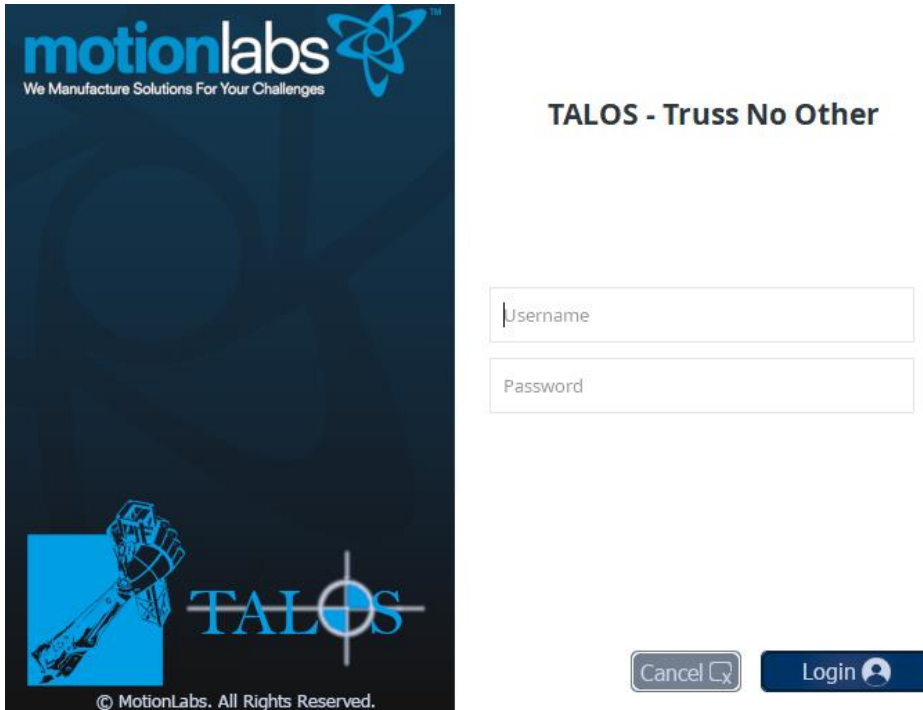 motionlabs™
We Manufacture Solutions For Your Challenges
TALOS - Truss No Other
Username
Password
TALOS
© MotionLabs. All Rights Reserved.
Cancel
Login